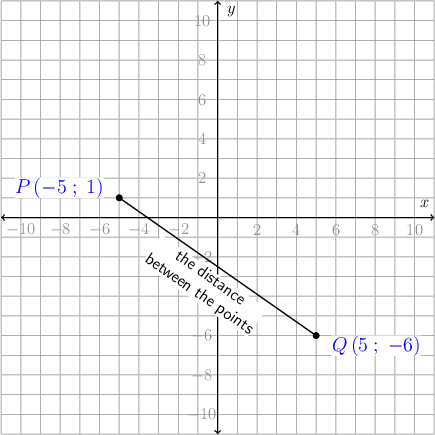 y
10
8
6
4
2
P(−5 ; 1)
x
−10 −8 −6 −4 −2 2 4 6 8 10
−2
the distance
between the points
−6
Q(5 ; −6)
−8
−10